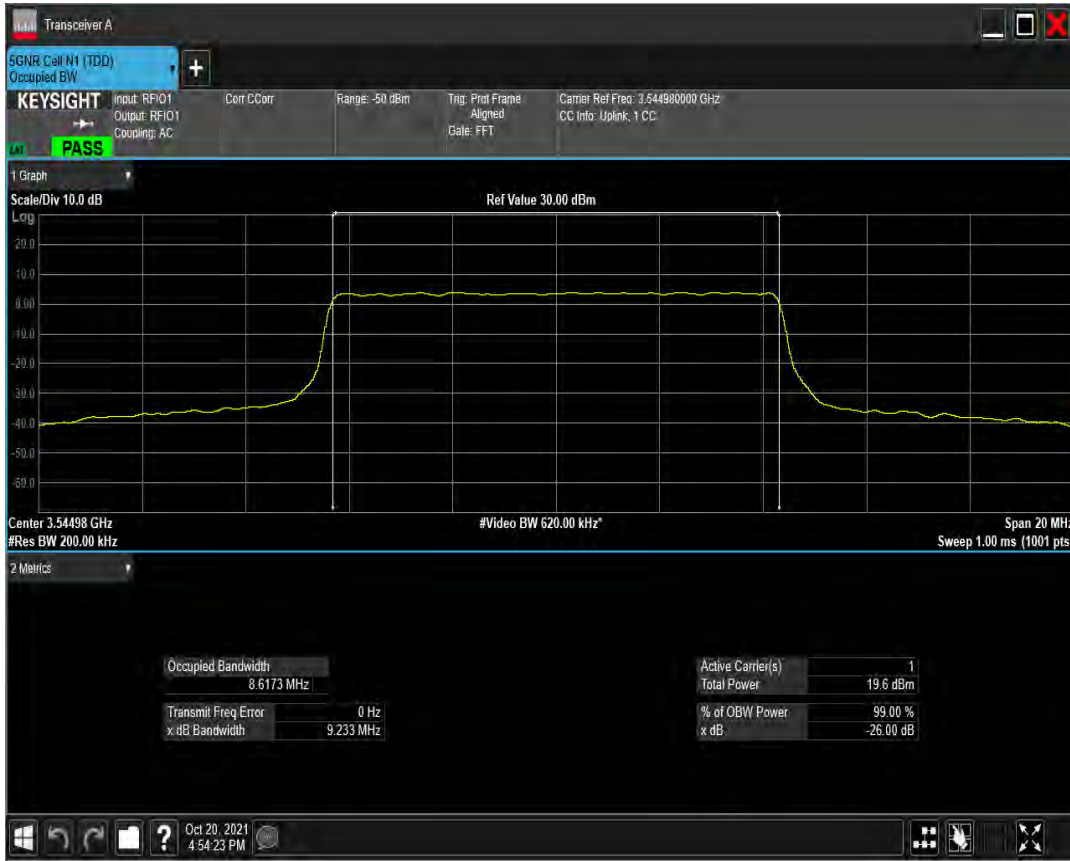 Transceiver A
5GNR Cell N1 (TDD)
Occupied BW
+
KEYSIGHT
PASS
Input: RFIO1
Output: RFIO1
Coupling: AC
Corr CCorr
Range: -50 dBm
Trig: Prot Frame
Aligned
Gate: FFT
Carrier Ref Freq: 3.544980000 GHz
CC Info: Uplink, 1 CC
1 Graph
Scale/Div 10.0 dB
Ref Value 30.00 dBm
Log
20.0
10.0
0.00
-10.0
-20.0
-30.0
-40.0
-50.0
-60.0
Center 3.54498 GHz
#Video BW 620.00 kHz*
Span 20 MHz
#Res BW 200.00 kHz
Sweep 1.00 ms (1001 pts
2 Metrics
Occupied Bandwidth
8.6173 MHz
Transmit Freq Error 0 Hz
x dB Bandwidth 9.233 MHz
Active Carrier(s) 1
Total Power 19.6 dBm
% of OBW Power 99.00 %
x dB -26.00 dB
?
Oct 20, 2021
4:54:23 PM